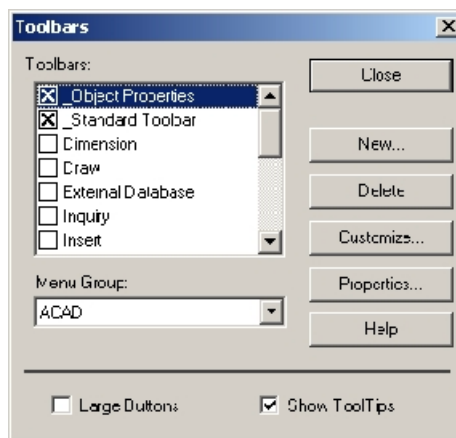 Toolbars
Toolbars:
_Object Properties
_Standard Toolbar
Dimension
Draw
External Database
Inquiry
Insert
Menu Group:
ACAD
Close
New...
Delete
Customize...
Properties...
Help
Large Buttons
Show ToolTips